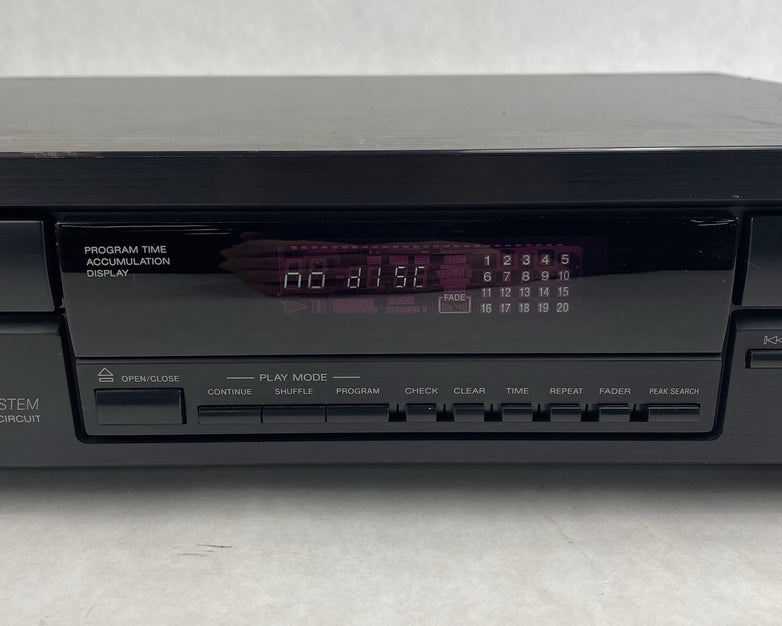 PROGRAM TIME
ACCUMULATION
DISPLAY
no diSC
FADE
1 2 3 4 5
6 7 8 9 10
11 12 13 14 15
16 17 18 19 20
OPEN/CLOSE
PLAY MODE
CONTINUE SHUFFLE PROGRAM CHECK CLEAR TIME REPEAT FADER PEAK SEARCH
STEM
CIRCUIT